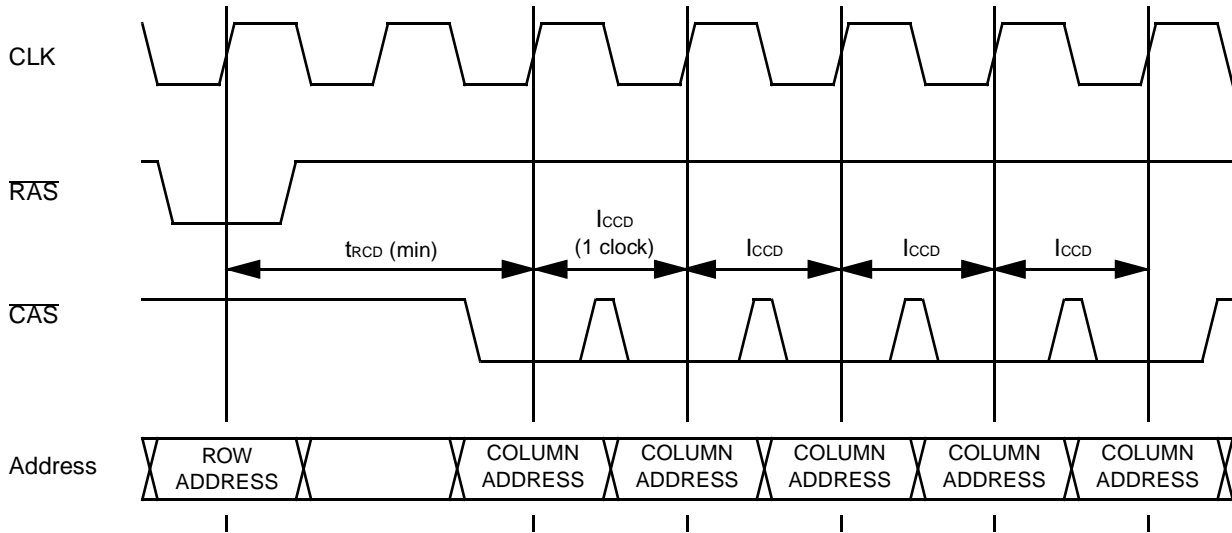 CLK
RAS
tRCD (min)
ICCD
(1 clock)
ICCD
ICCD
ICCD
CAS
Address
ROW
ADDRESS
COLUMN
ADDRESS
COLUMN
ADDRESS
COLUMN
ADDRESS
COLUMN
ADDRESS
COLUMN
ADDRESS